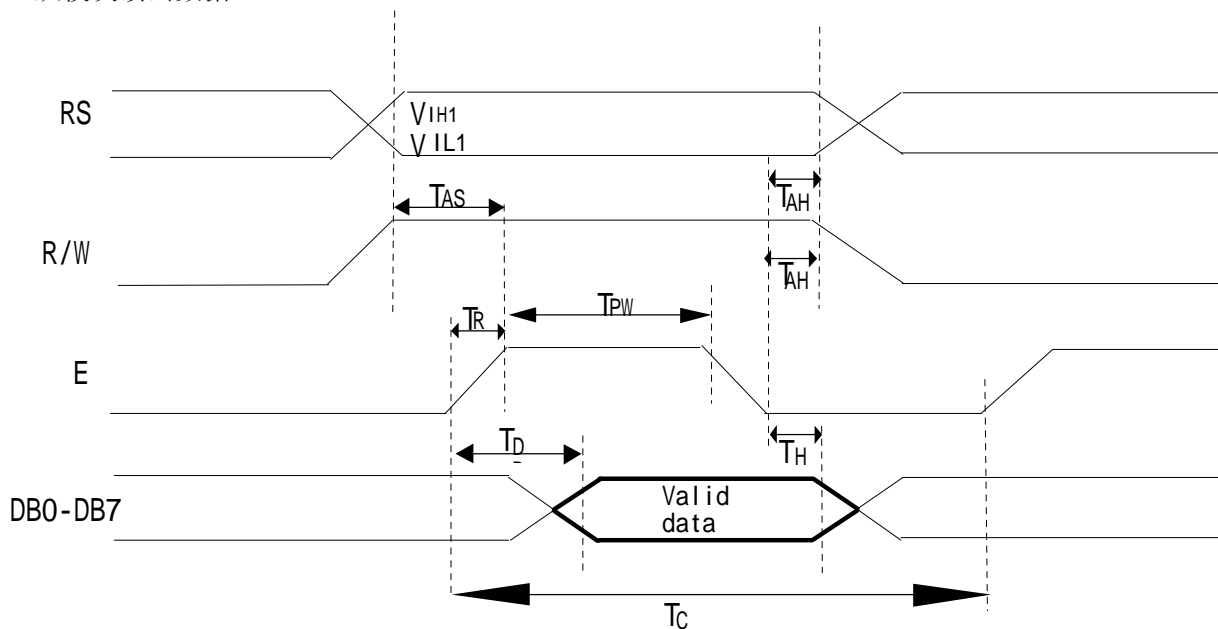 RS
VIH1
VIL1
TAS
TAH
R/W
TAH
TR
TPW
E
TD
TH
DB0-DB7
Valid
data
TC